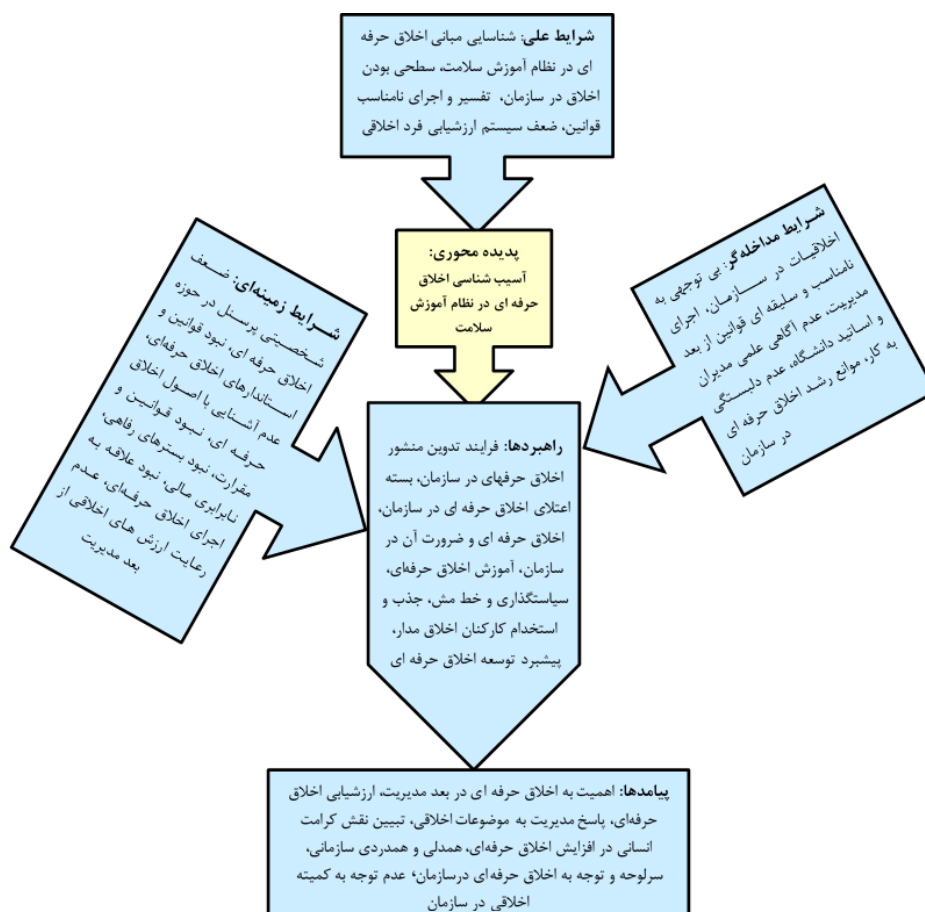 شرایط علی: شناسایی مبانی اخلاق حرفه
ای در نظام آموزش سلامت، سطحی بودن
اخلاق در سازمان، تفسیر و اجرای نامناسب
قوانین، ضعف سیستم ارزشیابی فرد اخلاقی
پدیده محوری:
آسیب شناسی اخلاق
حرفه ای در نظام آموزش
سلامت
شرایط مداخله‌گر: بی توجهی به
اخلاقیات در سازمان، اجرای
نامناسب و سلیقه ای قوانین از بعد
مدیریت، عدم آگاهی علمی مدیران
و اساتید دانشگاه، عدم دلبستگی
به کار، موانع رشد اخلاق حرفه ای
در سازمان
شرایط زمینه‌ای: ضعف
شخصیتی پرسنل در حوزه
اخلاق حرفه ای، نبود قوانین و
استاندارهای اخلاق حرفه‌ای،
عدم آشنایی با اصول اخلاق
حرفه ای، نبود قوانین و
مقرارت، نبود بسترهای رفاهی،
نابرابری مالی، نبود علاقه به
اجرای اخلاق حرفه‌ای، عدم
رعایت ارزش های اخلاقی از
بعد مدیریت
راهبردها: فرایند تدوین منشور
اخلاق حرفهای در سازمان، بسته
اعتلای اخلاق حرفه ای در سازمان،
اخلاق حرفه ای و ضرورت آن در
سازمان، آموزش اخلاق حرفه‌ای،
سیاستگذاری و خط مش، جذب و
استخدام کارکنان اخلاق مدار،
پیشبرد توسعه اخلاق حرفه ای
پیامدها: اهمیت به اخلاق حرفه ای در بعد مدیریت، ارزشیابی اخلاق
حرفه‌ای، پاسخ مدیریت به موضوعات اخلاقی، تبیین نقش کرامت
انسانی در افزایش اخلاق حرفه‌ای، همدلی و همدردی سازمانی،
سرلوحه و توجه به اخلاق حرفه‌ای درسازمان؛ عدم توجه به کمیته
اخلاقی در سازمان